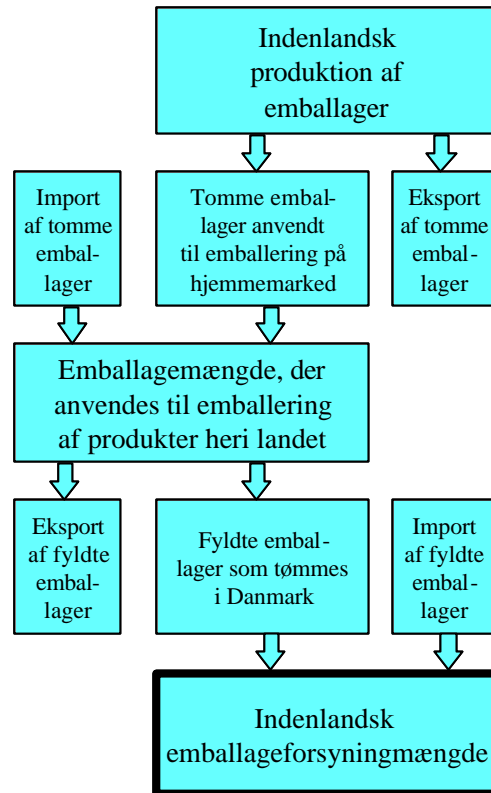 Indenlandsk
produktion af
emballager
Import
af tomme
embal-
lager
Tomme embal-
lager anvendt
til emballering på
hjemmemarked
Eksport
af tomme
embal-
lager
Emballagemængde, der
anvendes til emballering
af produkter heri landet
Eksport
af fyldte
embal-
lager
Fyldte embal-
lager som tømmes
i Danmark
Import
af fyldte
embal-
lager
Indenlandsk
emballageforsyningmængde